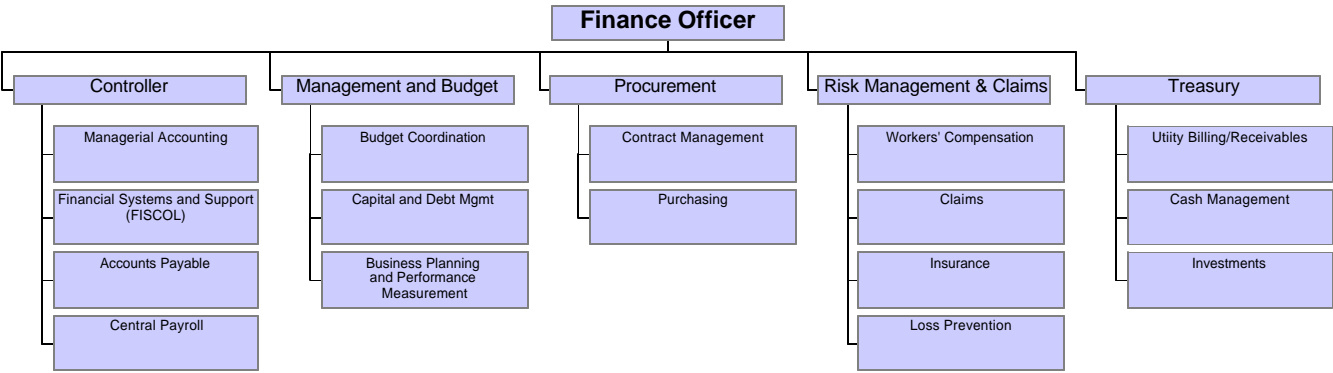 Finance Officer
Controller
Management and Budget
Procurement
Risk Management & Claims
Treasury
Managerial Accounting
Budget Coordination
Contract Management
Workers' Compensation
Utiity Billing/Receivables
Financial Systems and Support
(FISCOL)
Capital and Debt Mgmt
Purchasing
Claims
Cash Management
Accounts Payable
Business Planning
and Performance
Measurement
Insurance
Investments
Central Payroll
Loss Prevention